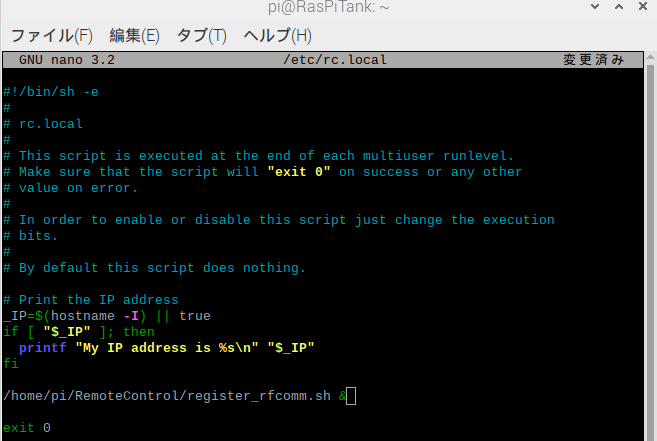 pi@RasPiTank: ~
ファイル(F) 編集(E) タブ(T) ヘルプ(H)
GNU nano 3.2 /etc/rc.local 変更済み
#!/bin/sh -e
#
# rc.local
#
# This script is executed at the end of each multiuser runlevel.
# Make sure that the script will "exit 0" on success or any other
# value on error.
#
# In order to enable or disable this script just change the execution
# bits.
#
# By default this script does nothing.
# Print the IP address
_IP=$(hostname -I) || true
if [ "$_IP" ]; then
  printf "My IP address is %s\n" "$_IP"
fi
/home/pi/RemoteControl/register_rfcomm.sh &
exit 0